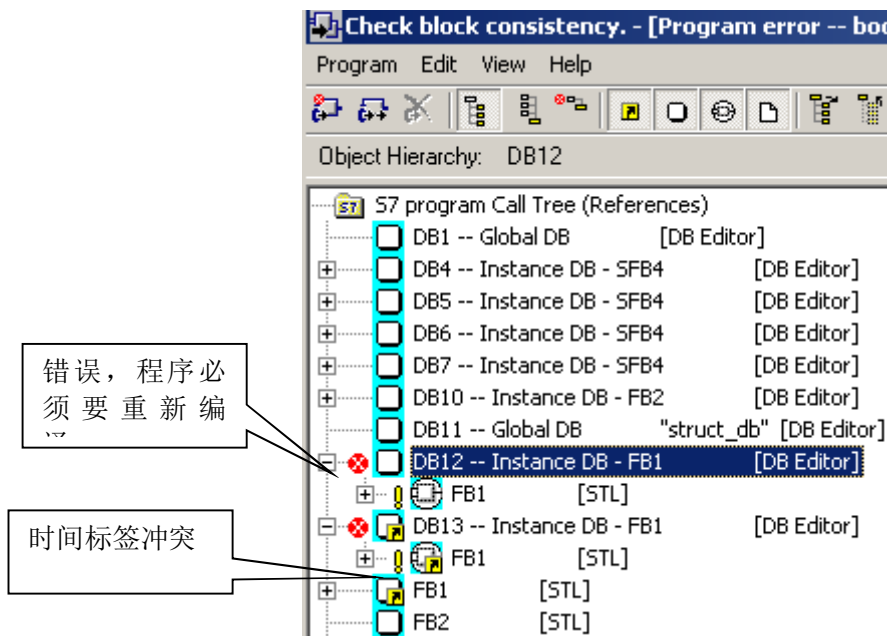 Check block consistency. - [Program error -- boo
Program Edit View Help
Object Hierarchy: DB12
S7 S7 program Call Tree (References)
DB1 -- Global DB [DB Editor]
DB4 -- Instance DB - SFB4 [DB Editor]
DB5 -- Instance DB - SFB4 [DB Editor]
DB6 -- Instance DB - SFB4 [DB Editor]
DB7 -- Instance DB - SFB4 [DB Editor]
DB10 -- Instance DB - FB2 [DB Editor]
DB11 -- Global DB "struct_db" [DB Editor]
DB12 -- Instance DB - FB1 [DB Editor]
FB1 [STL]
DB13 -- Instance DB - FB1 [DB Editor]
FB1 [STL]
FB1 [STL]
FB2 [STL]
错误，程序必
须要重新编
时间标签冲突